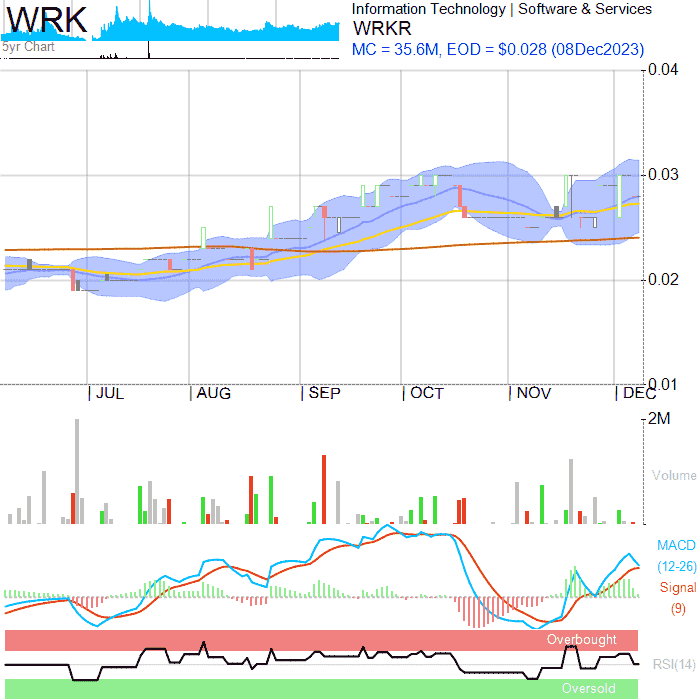 WRK
5yr Chart
Information Technology | Software & Services
WRKR
MC = 35.6M, EOD = $0.028 (08Dec2023)
0.04
0.03
0.02
0.01
JUL AUG SEP OCT NOV DEC
2M
Volume
MACD
(12-26)
Signal
(9)
Overbought
RSI(14)
Oversold